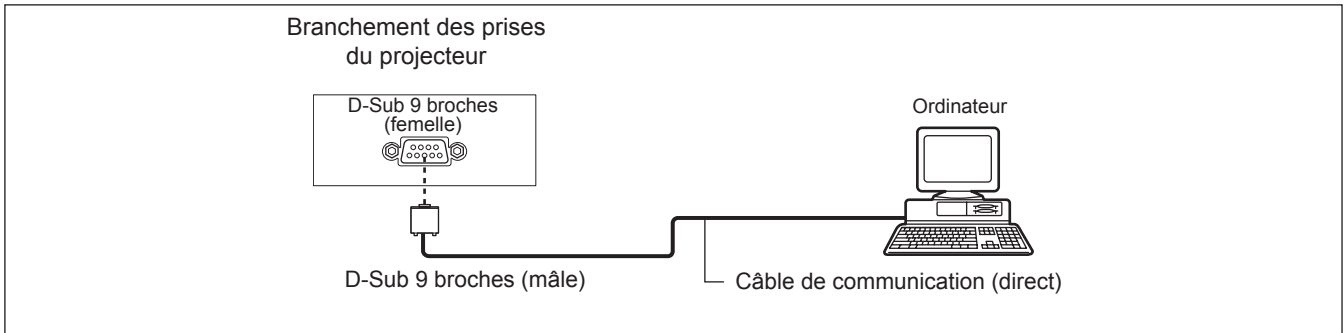 Branchement des prises
du projecteur
D-Sub 9 broches
(femelle)
Ordinateur
D-Sub 9 broches (mâle)
Câble de communication (direct)